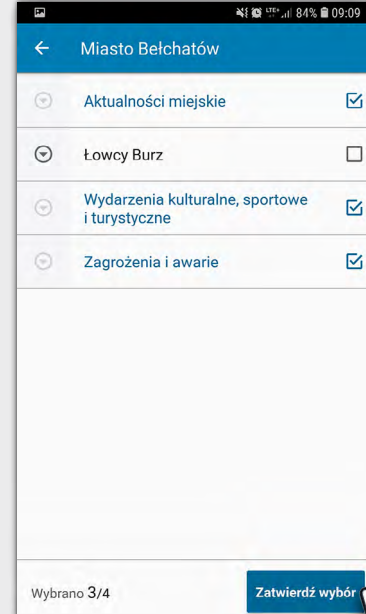 LTE+ 84% 09:09
Miasto Bełchatów
Aktualności miejskie
Łowcy Burz
Wydarzenia kulturalne, sportowe
i turystyczne
Zagrożenia i awarie
Wybrano 3/4
Zatwierdź wybór